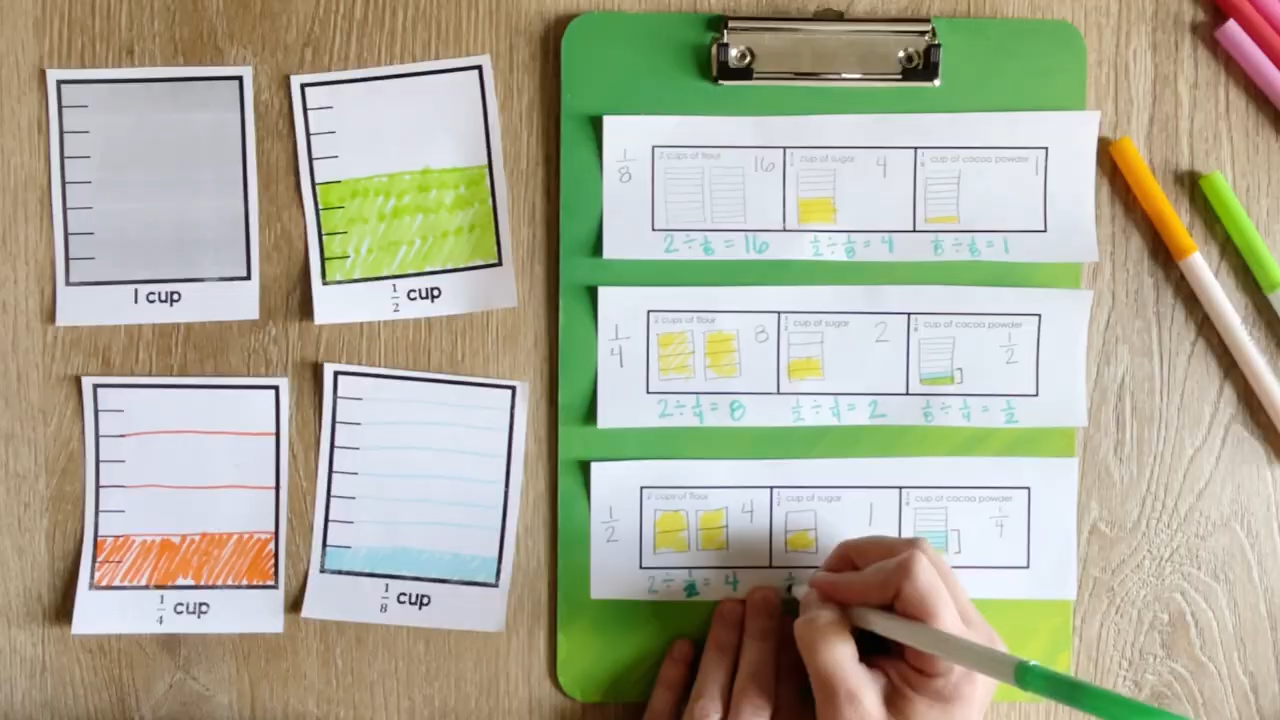 1 cup
1/2 cup
1/4 cup
1/8 cup
1/8
2 cups of flour 16
1/2 cup of sugar 4
1/8 cup of cocoa powder 1
2 ÷ 1/8 = 16
1/2 ÷ 1/8 = 4
1/8 ÷ 1/8 = 1
1/4
2 cups of flour 8
1/2 cup of sugar 2
1/8 cup of cocoa powder 1/2
2 ÷ 1/4 = 8
1/2 ÷ 1/4 = 2
1/8 ÷ 1/4 = 1/2
1/2
2 cups of flour 4
1/2 cup of sugar 1
1/8 cup of cocoa powder 1/4
2 ÷ 1/2 = 4